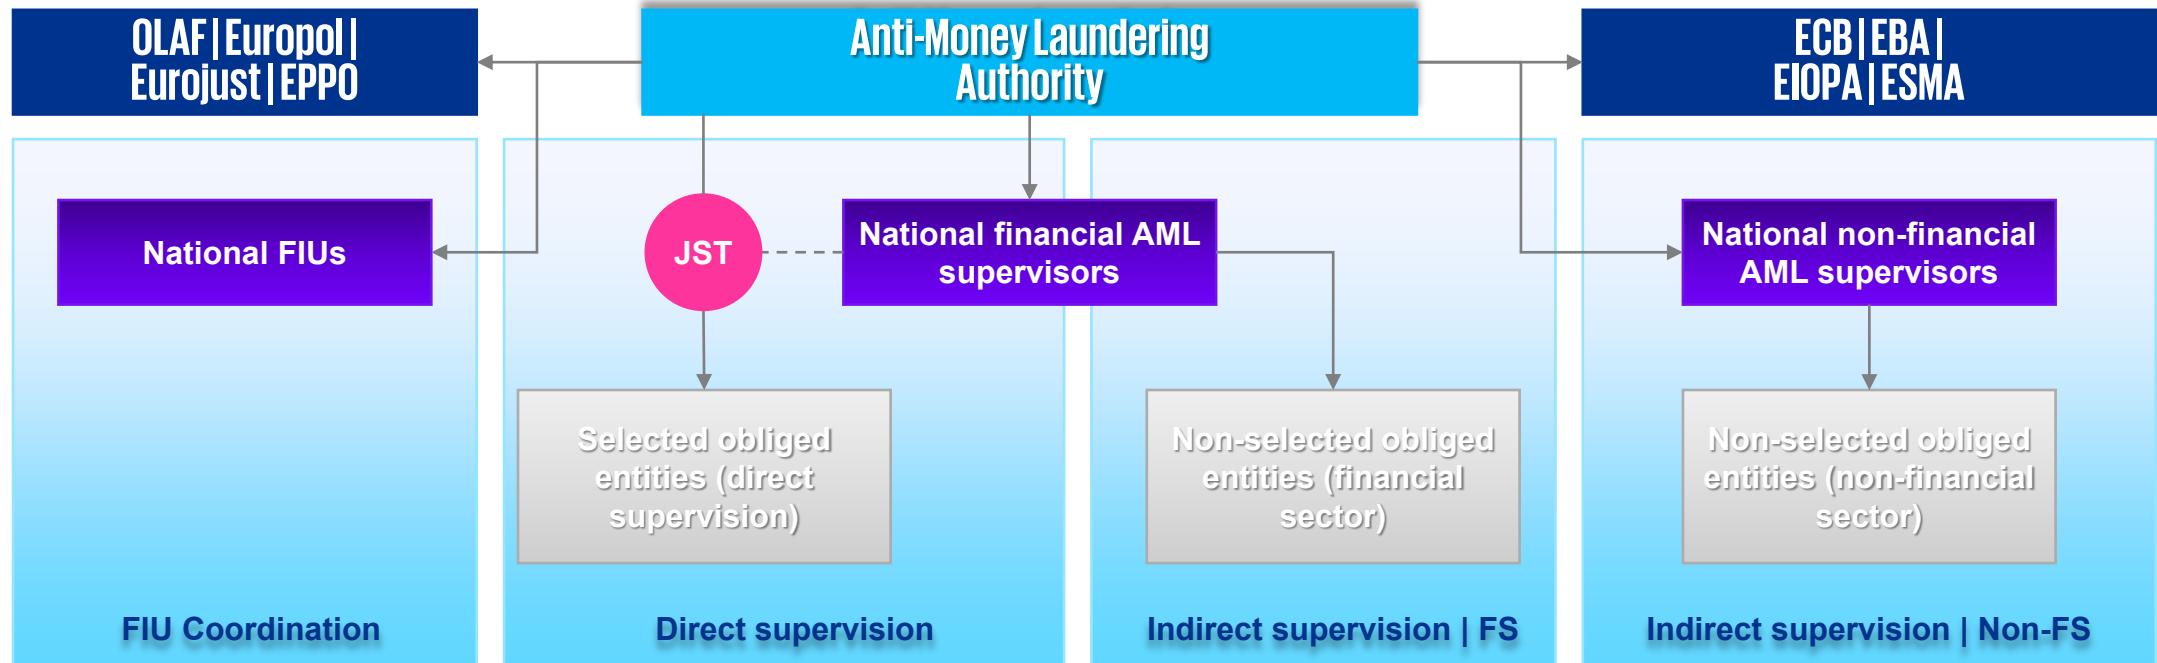 OLAF | Europol |
Eurojust | EPPO
Anti-Money Laundering
Authority
ECB | EBA |
EIOPA | ESMA
National FIUs
JST
National financial AML
supervisors
National non-financial
AML supervisors
Selected obliged
entities (direct
supervision)
Non-selected obliged
entities (financial
sector)
Non-selected obliged
entities (non-financial
sector)
FIU Coordination
Direct supervision
Indirect supervision | FS
Indirect supervision | Non-FS